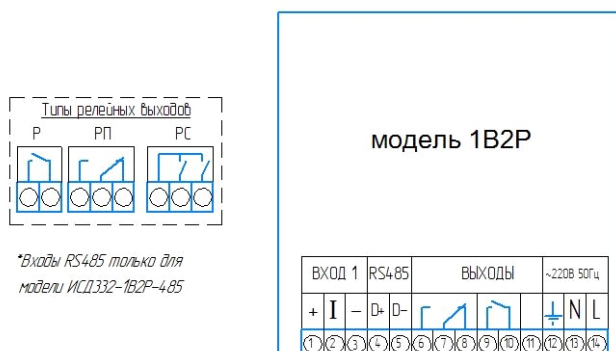 Типы релейных выходов
Р РП РС
*Входы RS485 только для
модели ИСД332-1В2Р-485
модель 1В2Р
ВХОД 1 RS485 ВЫХОДЫ ~220В 50Гц
+ I − D+ D− N L
1 2 3 4 5 6 7 8 9 10 11 12 13 14